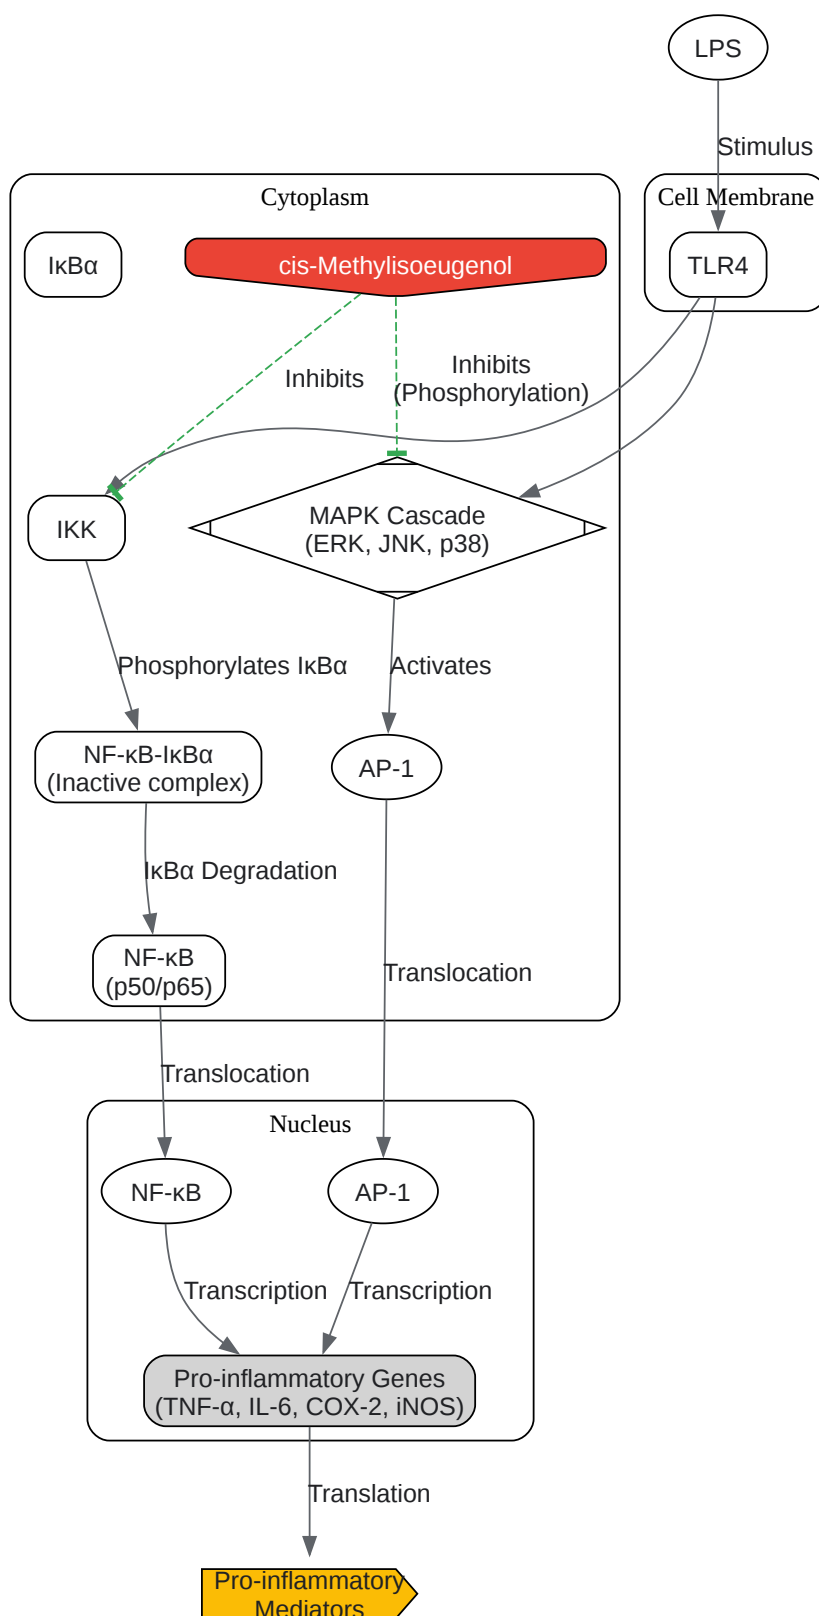 LPS
Stimulus
Cytoplasm
Cell Membrane
IκBα
cis-Methylisoeugenol
TLR4
Inhibits
Inhibits
(Phosphorylation)
IKK
MAPK Cascade
(ERK, JNK, p38)
Phosphorylates IκBα
Activates
NF-κB-IκBα
(Inactive complex)
AP-1
IκBα Degradation
NF-κB
(p50/p65)
Translocation
Translocation
Nucleus
NF-κB
AP-1
Transcription
Transcription
Pro-inflammatory Genes
(TNF-α, IL-6, COX-2, iNOS)
Translation
Pro-inflammatory
Mediators